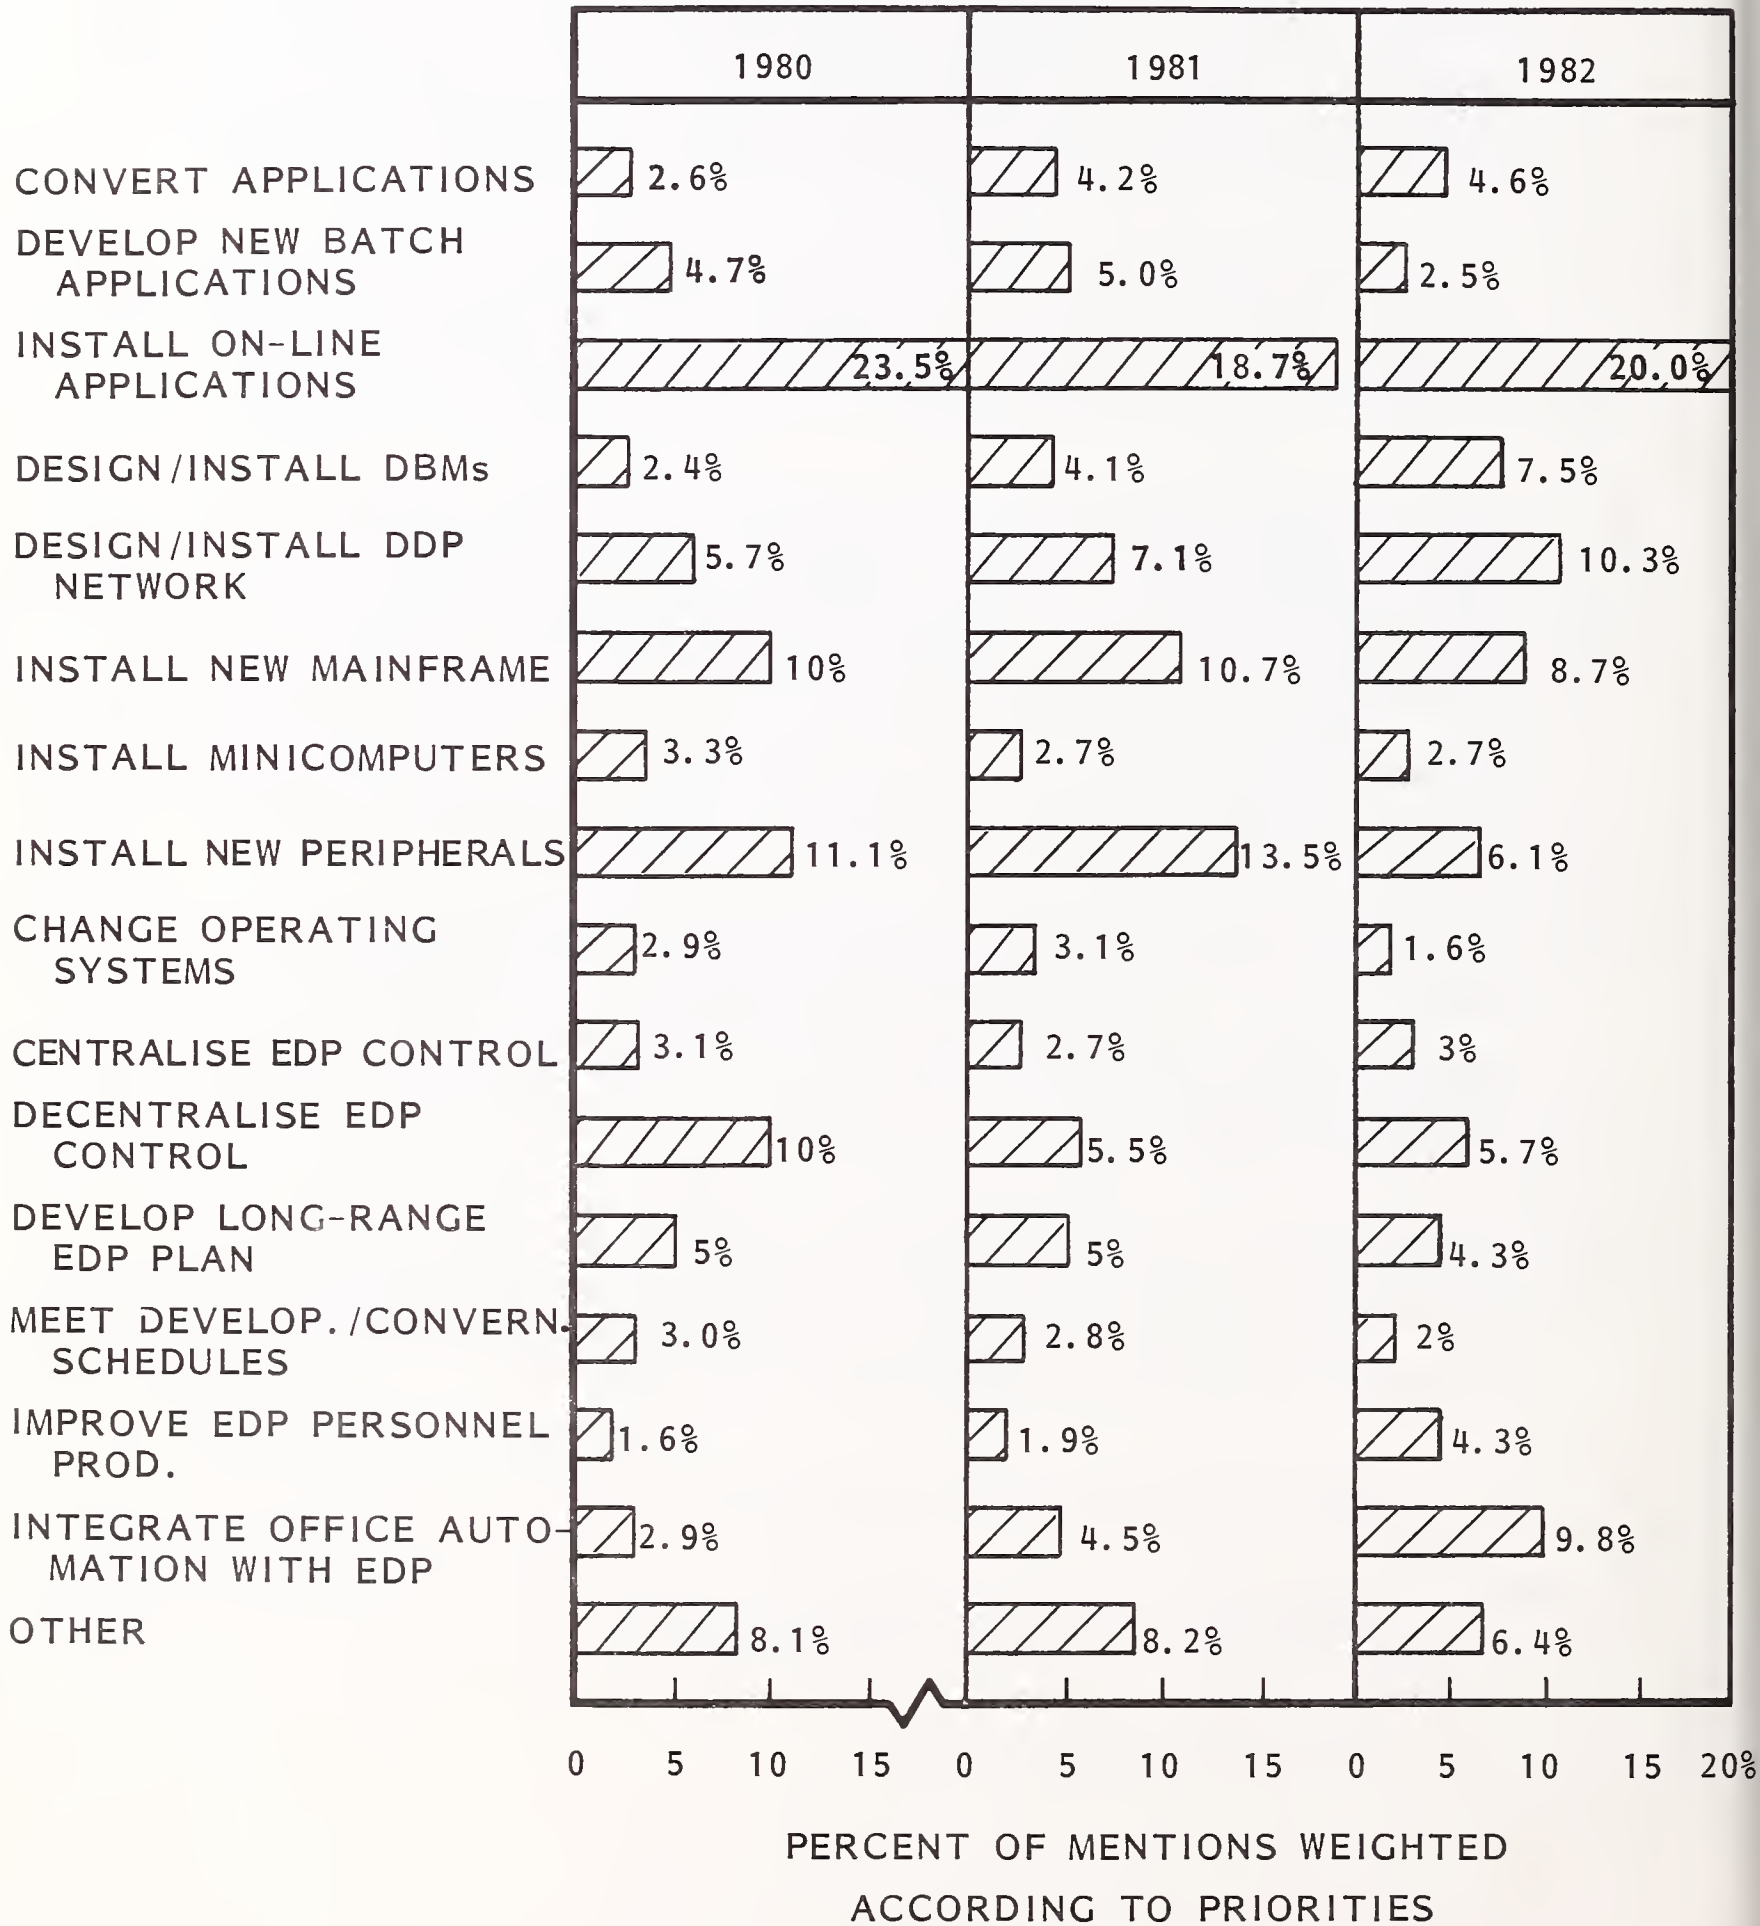 1980 1981 1982
CONVERT APPLICATIONS 2.6% 4.2% 4.6%
DEVELOP NEW BATCH
APPLICATIONS 4.7% 5.0% 2.5%
INSTALL ON-LINE
APPLICATIONS 23.5% 18.7% 20.0%
DESIGN/INSTALL DBMs 2.4% 4.1% 7.5%
DESIGN/INSTALL DDP
NETWORK 5.7% 7.1% 10.3%
INSTALL NEW MAINFRAME 10% 10.7% 8.7%
INSTALL MINICOMPUTERS 3.3% 2.7% 2.7%
INSTALL NEW PERIPHERALS 11.1% 13.5% 6.1%
CHANGE OPERATING
SYSTEMS 2.9% 3.1% 1.6%
CENTRALISE EDP CONTROL 3.1% 2.7% 3%
DECENTRALISE EDP
CONTROL 10% 5.5% 5.7%
DEVELOP LONG-RANGE
EDP PLAN 5% 5% 4.3%
MEET DEVELOP./CONVERN.
SCHEDULES 3.0% 2.8% 2%
IMPROVE EDP PERSONNEL
PROD. 1.6% 1.9% 4.3%
INTEGRATE OFFICE AUTO-
MATION WITH EDP 2.9% 4.5% 9.8%
OTHER 8.1% 8.2% 6.4%
0 5 10 15 0 5 10 15 0 5 10 15 20%
PERCENT OF MENTIONS WEIGHTED
ACCORDING TO PRIORITIES